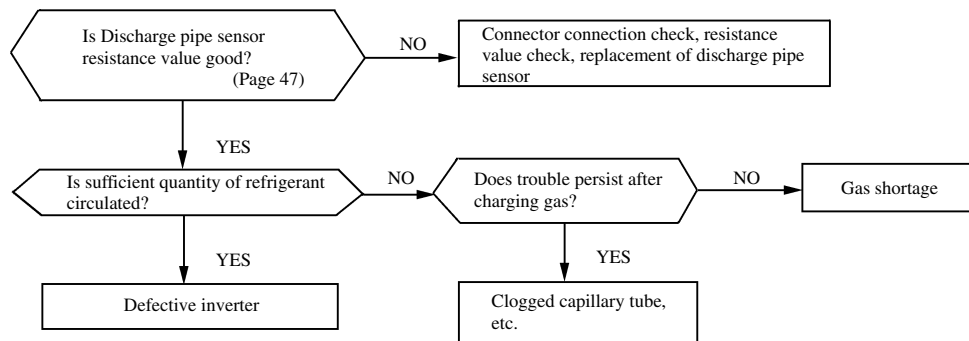 Is Discharge pipe sensor
resistance value good?
(Page 47)
NO
Connector connection check, resistance
value check, replacement of discharge pipe
sensor
YES
Is sufficient quantity of refrigerant
circulated?
NO
Does trouble persist after
charging gas?
NO
Gas shortage
YES
Defective inverter
YES
Clogged capillary tube,
etc.